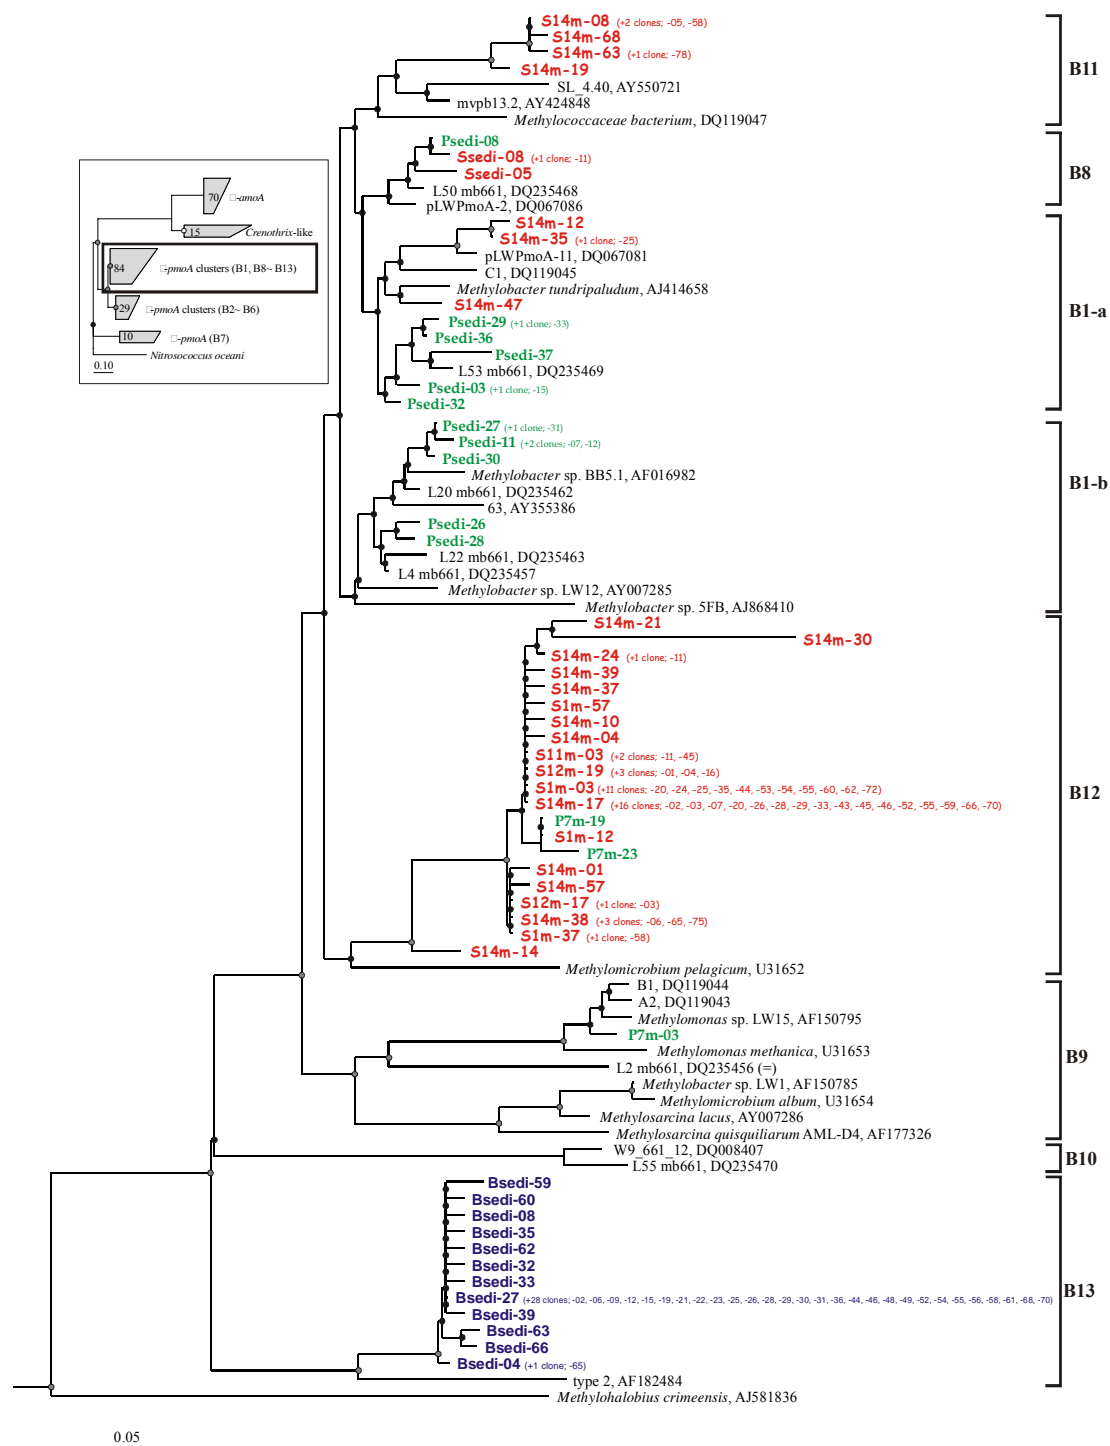 S14m-08 (+2 clones; -05, -58)
S14m-68
S14m-63 (+1 clone; -78)
S14m-19
SL_4.40, AY550721
mvpb13.2, AY424848
Methylococcaceae bacterium, DQ119047
B11
Psedi-08
Ssedi-08 (+1 clone; -11)
Ssedi-05
L50 mb661, DQ235468
pLWPmoA-2, DQ067086
B8
70 □-amoA
15 Crenothrix-like
84 □-pmoA clusters (B1, B8~ B13)
29 □-pmoA clusters (B2~ B6)
10 □-pmoA (B7)
Nitrosococcus oceani
0.10
S14m-12
S14m-35 (+1 clone; -25)
pLWPmoA-11, DQ067081
C1, DQ119045
Methylobacter tundripaludum, AJ414658
S14m-47
Psedi-29 (+1 clone; -33)
Psedi-36
Psedi-37
L53 mb661, DQ235469
Psedi-03 (+1 clone; -15)
Psedi-32
B1-a
Psedi-27 (+1 clone; -31)
Psedi-11 (+2 clones; -07, -12)
Psedi-30
Methylobacter sp. BB5.1, AF016982
L20 mb661, DQ235462
63, AY355386
Psedi-26
Psedi-28
L22 mb661, DQ235463
L4 mb661, DQ235457
Methylobacter sp. LW12, AY007285
Methylobacter sp. 5FB, AJ868410
B1-b
S14m-21
S14m-30
S14m-24 (+1 clone; -11)
S14m-39
S14m-37
S1m-57
S14m-10
S14m-04
S11m-03 (+2 clones; -11, -45)
S12m-19 (+3 clones; -01, -04, -16)
S1m-03 (+11 clones; -20, -24, -25, -35, -44, -53, -54, -55, -60, -62, -72)
S14m-17 (+16 clones; -02, -03, -07, -20, -26, -28, -29, -33, -43, -45, -46, -52, -55, -59, -66, -70)
P7m-19
S1m-12
P7m-23
S14m-01
S14m-57
S12m-17 (+1 clone; -03)
S14m-38 (+3 clones; -06, -65, -75)
S1m-37 (+1 clone; -58)
S14m-14
Methylomicrobium pelagicum, U31652
B12
B1, DQ119044
A2, DQ119043
Methylomonas sp. LW15, AF150795
P7m-03
Methylomonas methanica, U31653
L2 mb661, DQ235456 (=)
Methylobacter sp. LW1, AF150785
Methylomicrobium album, U31654
Methylosarcina lacus, AY007286
Methylosarcina quisquiliarum AML-D4, AF177326
B9
W9_661_12, DQ008407
L55 mb661, DQ235470
B10
Bsedi-59
Bsedi-60
Bsedi-08
Bsedi-35
Bsedi-62
Bsedi-32
Bsedi-33
Bsedi-27 (+28 clones; -02, -06, -09, -12, -15, -19, -21, -22, -23, -25, -26, -28, -29, -30, -31, -36, -44, -46, -48, -49, -52, -54, -55, -56, -58, -61, -68, -70)
Bsedi-39
Bsedi-63
Bsedi-66
Bsedi-04 (+1 clone; -65)
type 2, AF182484
Methylohalobius crimeensis, AJ581836
B13
0.05